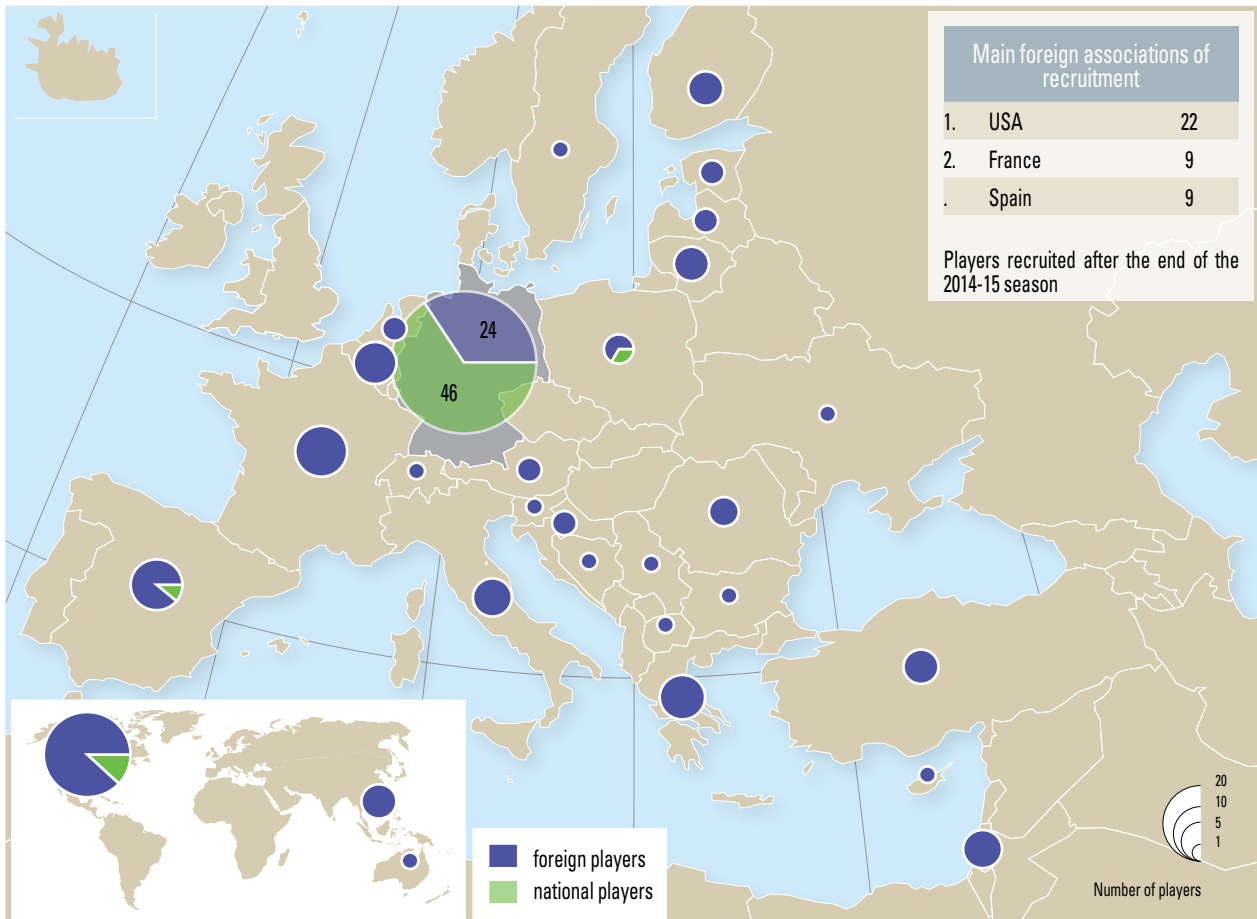 Main foreign associations of
recruitment
1. USA 22
2. France 9
. Spain 9
Players recruited after the end of the
2014-15 season
24
46
foreign players
national players
20
10
5
1
Number of players